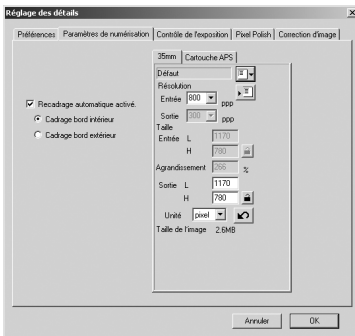 Réglage des détails
Préférences Paramètres de numérisation Contrôle de l'exposition Pixel Polish Correction d'image
35mm Cartouche APS
Défaut
Résolution
Entrée 800 ppp
Sortie 300 ppp
Taille
Entrée L 1170
H 780
Agrandissement 266 %
Sortie L 1170
H 780
Unité pixel
Taille de l'image 2.6MB
Recadrage automatique activé.
Cadrage bord intérieur
Cadrage bord extérieur
Annuler OK